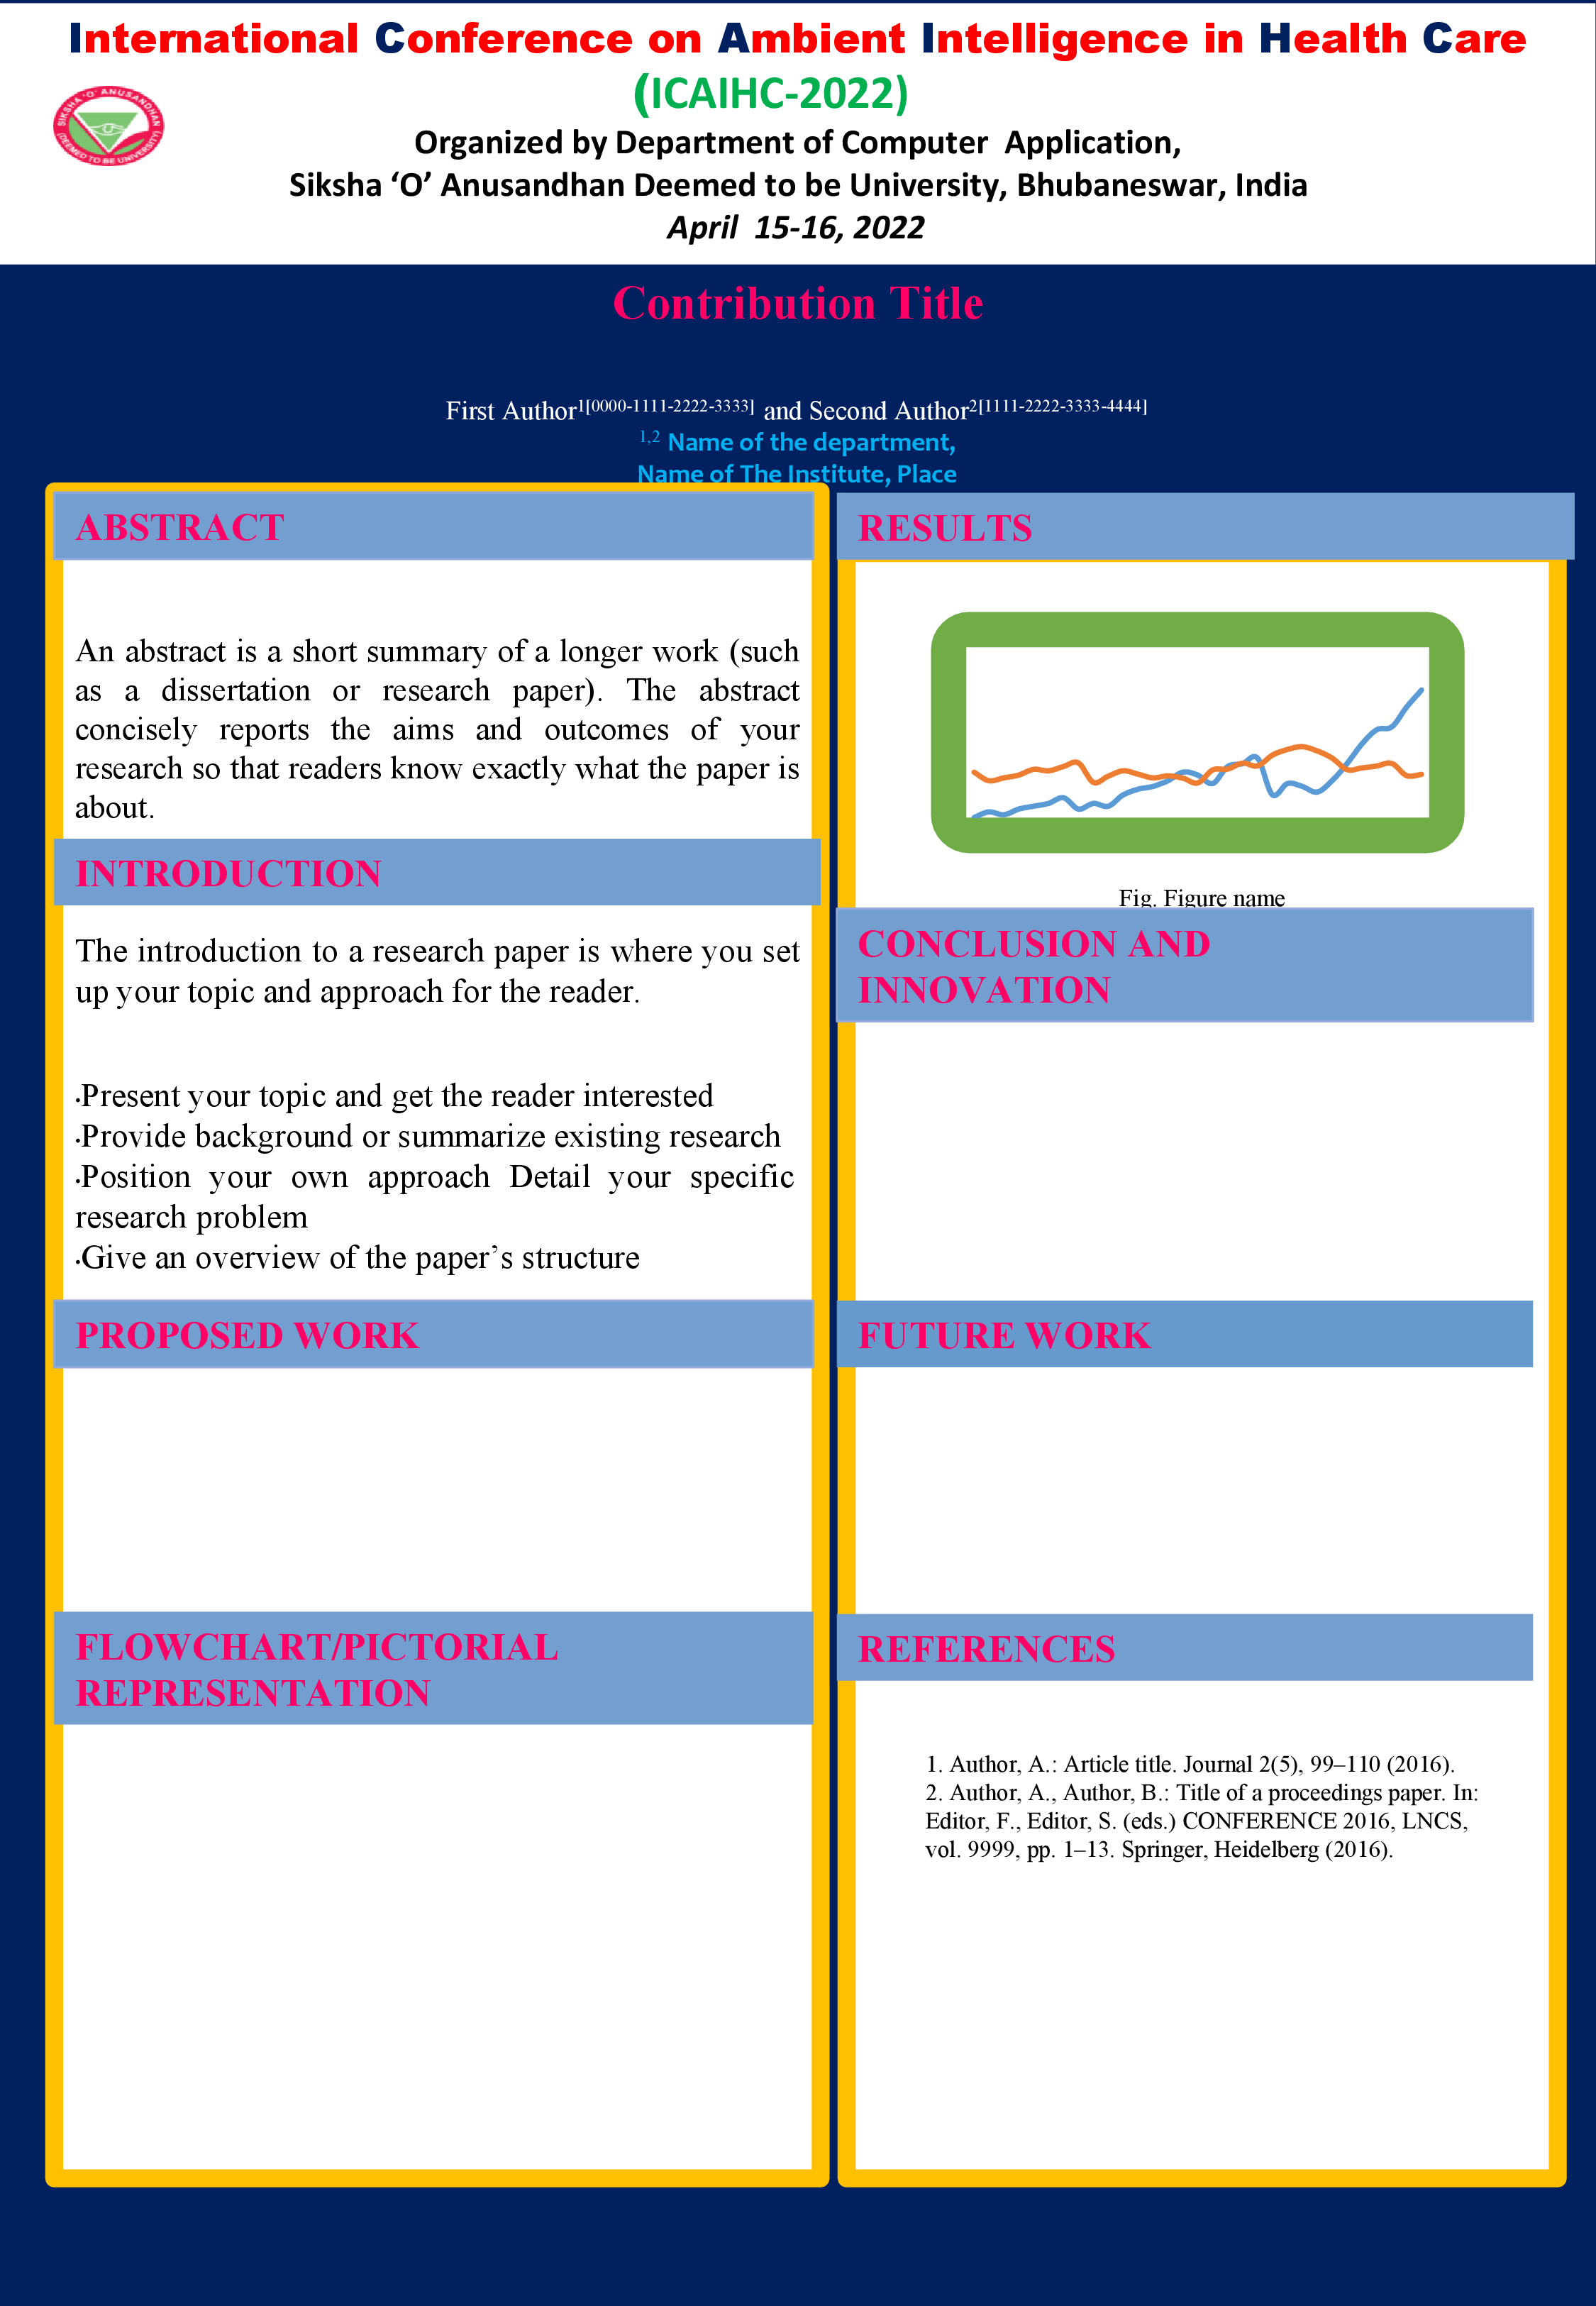 International Conference on Ambient Intelligence in Health Care
(ICAIHC-2022)
SIKSHA 'O' ANUSANDHAN
(DEEMED TO BE UNIVERSITY)
Organized by Department of Computer Application,
Siksha ‘O’ Anusandhan Deemed to be University, Bhubaneswar, India
April 15-16, 2022
Contribution Title
First Author1[0000-1111-2222-3333] and Second Author2[1111-2222-3333-4444]
1,2 Name of the department,
Name of The Institute, Place
ABSTRACT
An abstract is a short summary of a longer work (such
as a dissertation or research paper). The abstract
concisely reports the aims and outcomes of your
research so that readers know exactly what the paper is
about.
INTRODUCTION
The introduction to a research paper is where you set
up your topic and approach for the reader.
·Present your topic and get the reader interested
·Provide background or summarize existing research
·Position your own approach Detail your specific
research problem
·Give an overview of the paper’s structure
PROPOSED WORK
FLOWCHART/PICTORIAL
REPRESENTATION
RESULTS
Fig. Figure name
CONCLUSION AND
INNOVATION
FUTURE WORK
REFERENCES
1. Author, A.: Article title. Journal 2(5), 99–110 (2016).
2. Author, A., Author, B.: Title of a proceedings paper. In:
Editor, F., Editor, S. (eds.) CONFERENCE 2016, LNCS,
vol. 9999, pp. 1–13. Springer, Heidelberg (2016).